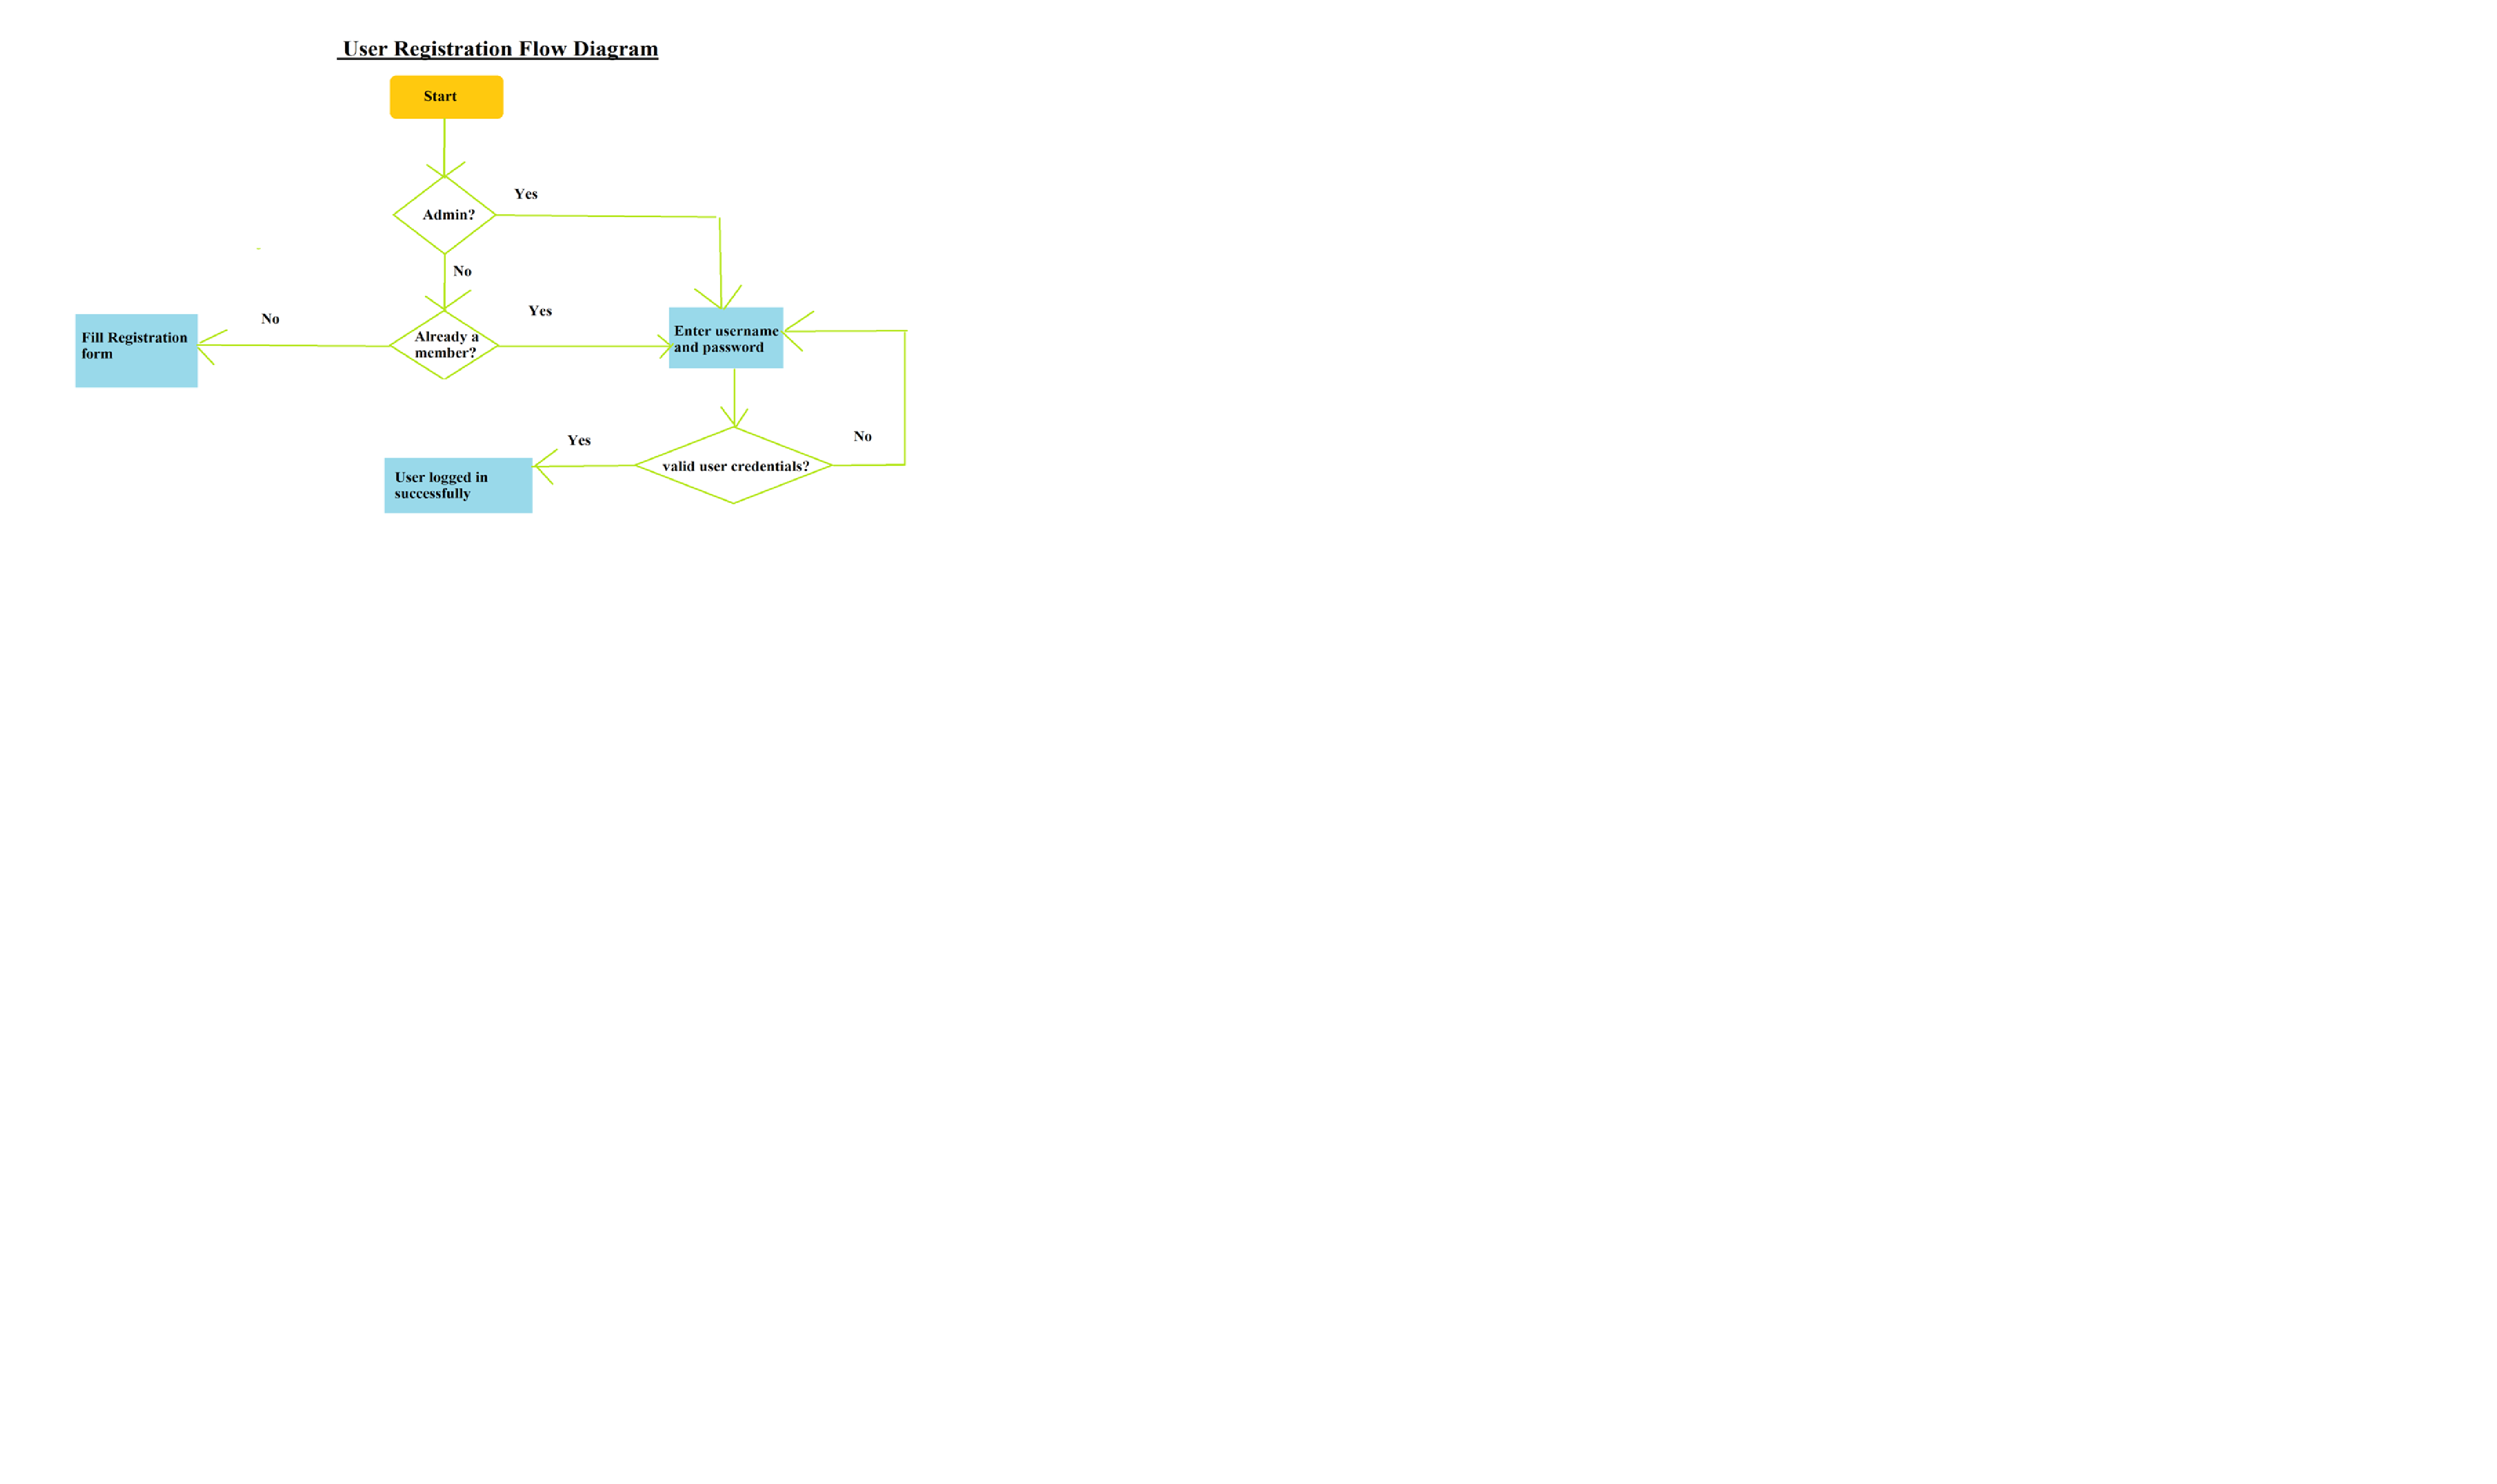 User Registration Flow Diagram
Start
Yes
Admin?
No
Yes
No
Already a
member?
Fill Registration
form
Enter username
and password
Yes
No
valid user credentials?
User logged in
successfully